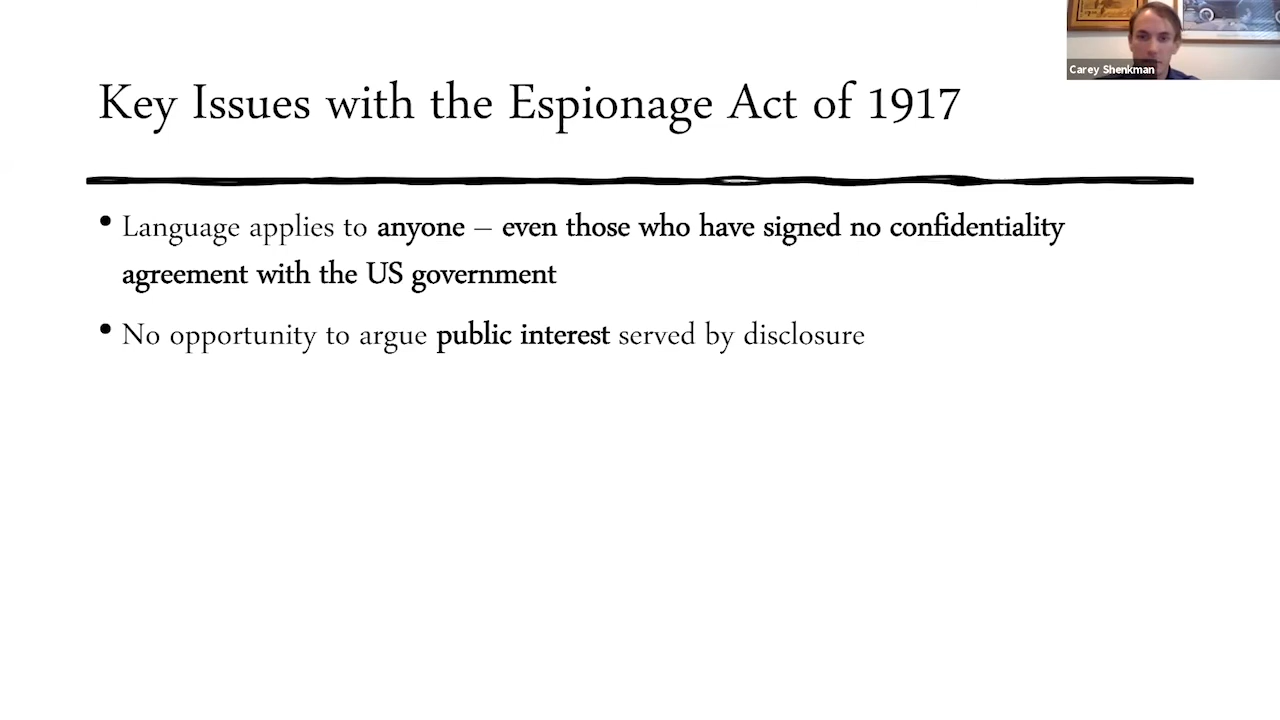 Carey Shenkman
Key Issues with the Espionage Act of 1917
• Language applies to anyone – even those who have signed no confidentiality
agreement with the US government
• No opportunity to argue public interest served by disclosure